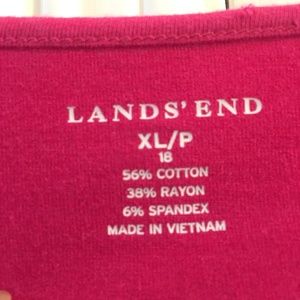 LANDS' END
XL/P
18
56% COTTON
38% RAYON
6% SPANDEX
MADE IN VIETNAM